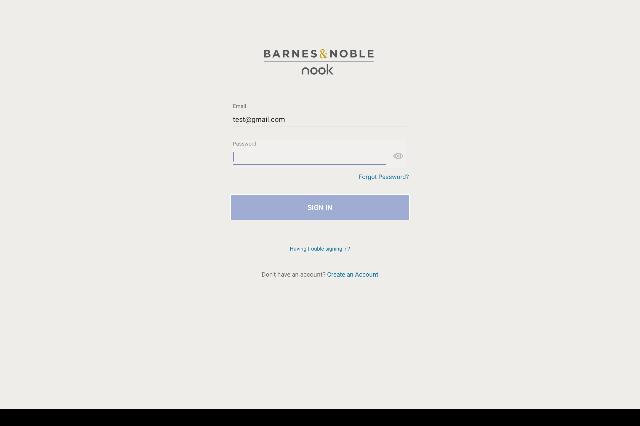 BARNES&NOBLE
nook
Email
test@gmail.com
Password
Forgot Password?
SIGN IN
Having trouble signing in?
Don't have an account? Create an Account